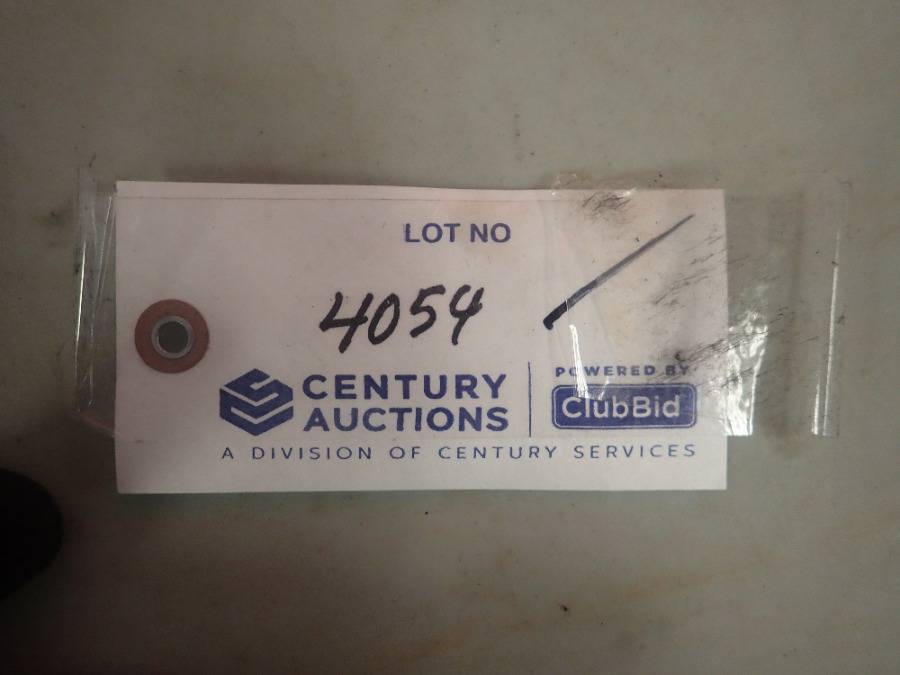 LOT NO
4054
CENTURY
AUCTIONS
POWERED BY
ClubBid
A DIVISION OF CENTURY SERVICES